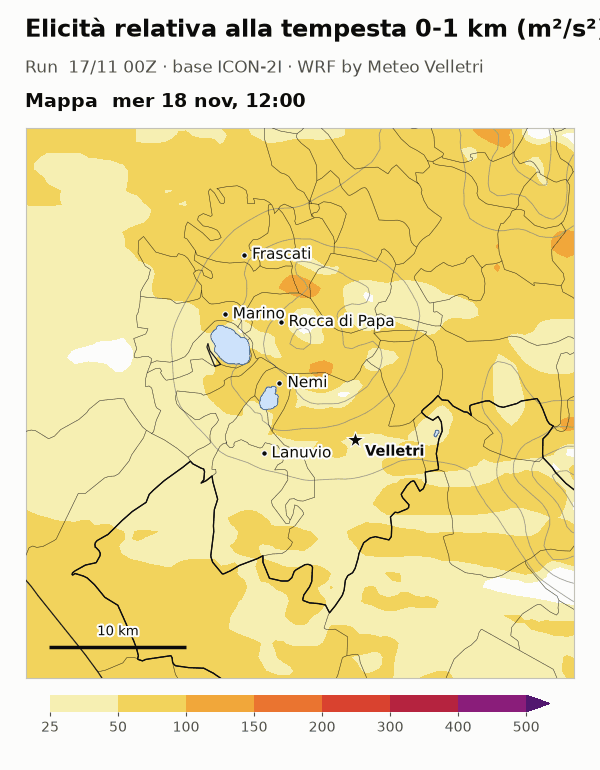 Elicità relativa alla tempesta 0-1 km (m²/s²)
Run 17/11 00Z · base ICON-2I · WRF by Meteo Velletri
Mappa mer 18 nov, 12:00
Frascati
Marino
Rocca di Papa
Nemi
Velletri
Lanuvio
10 km
25 50 100 150 200 300 400 500